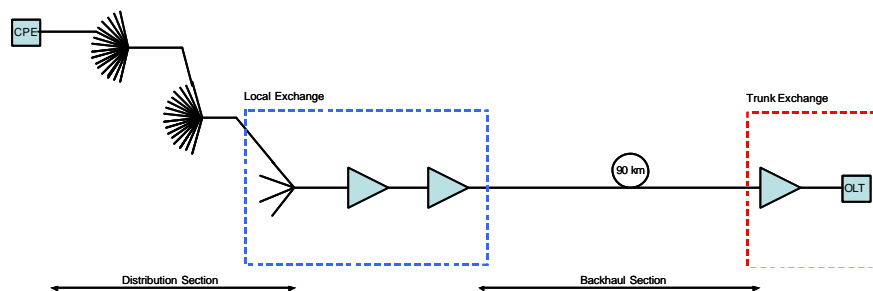 CPE
Local Exchange
Trunk Exchange
90 km
OLT
Distribution Section
Backhaul Section